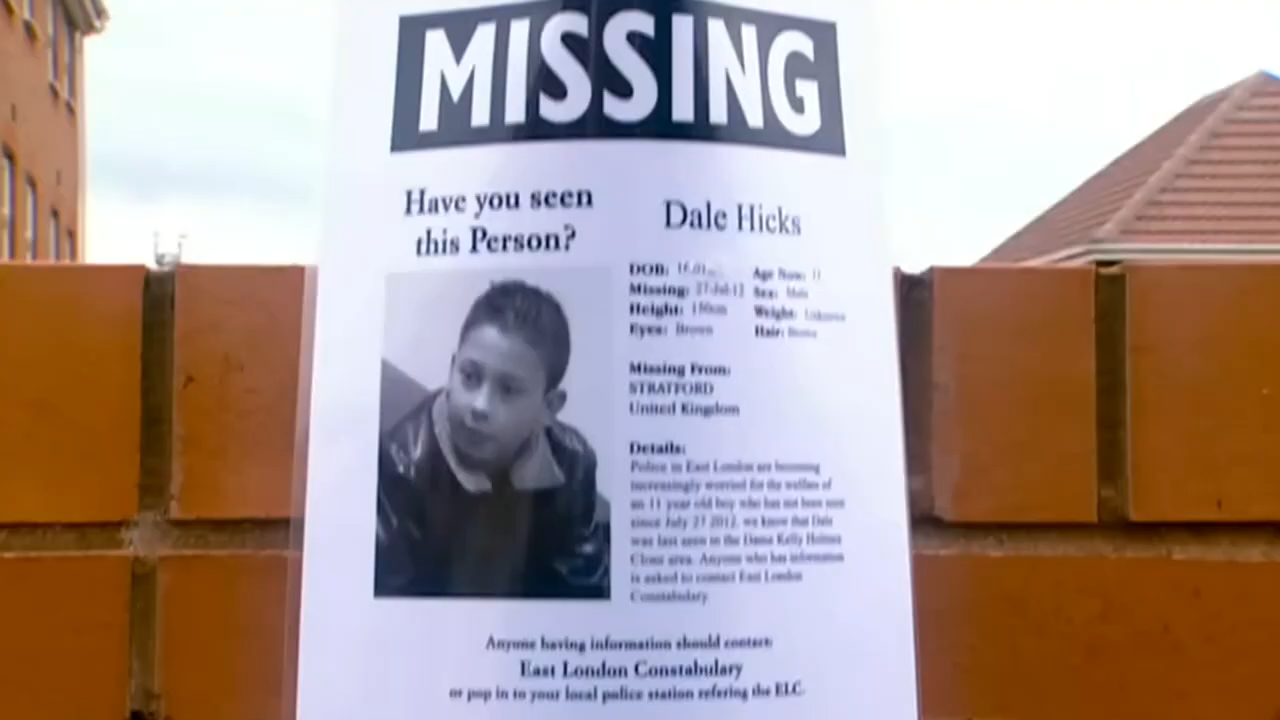 MISSING
Have you seen
this Person?
Dale Hicks
DOB: 
Age Now: 11
Missing: 27-Jul-12
Sex: Male
Height: 150cm
Weight: Unknown
Eyes: Brown
Hair: Brown
Missing From:
STRATFORD
United Kingdom
Details:
Police in East London are becoming
increasingly worried for the welfare of
an 11 year old boy who has not been seen
since July 27 2012, we know that Dale
was last seen in the Dame Kelly Holmes
Close area. Anyone who has information
is asked to contact East London
Constabulary
Anyone having information should contact:
East London Constabulary
or pop in to your local police station refering the ELC.